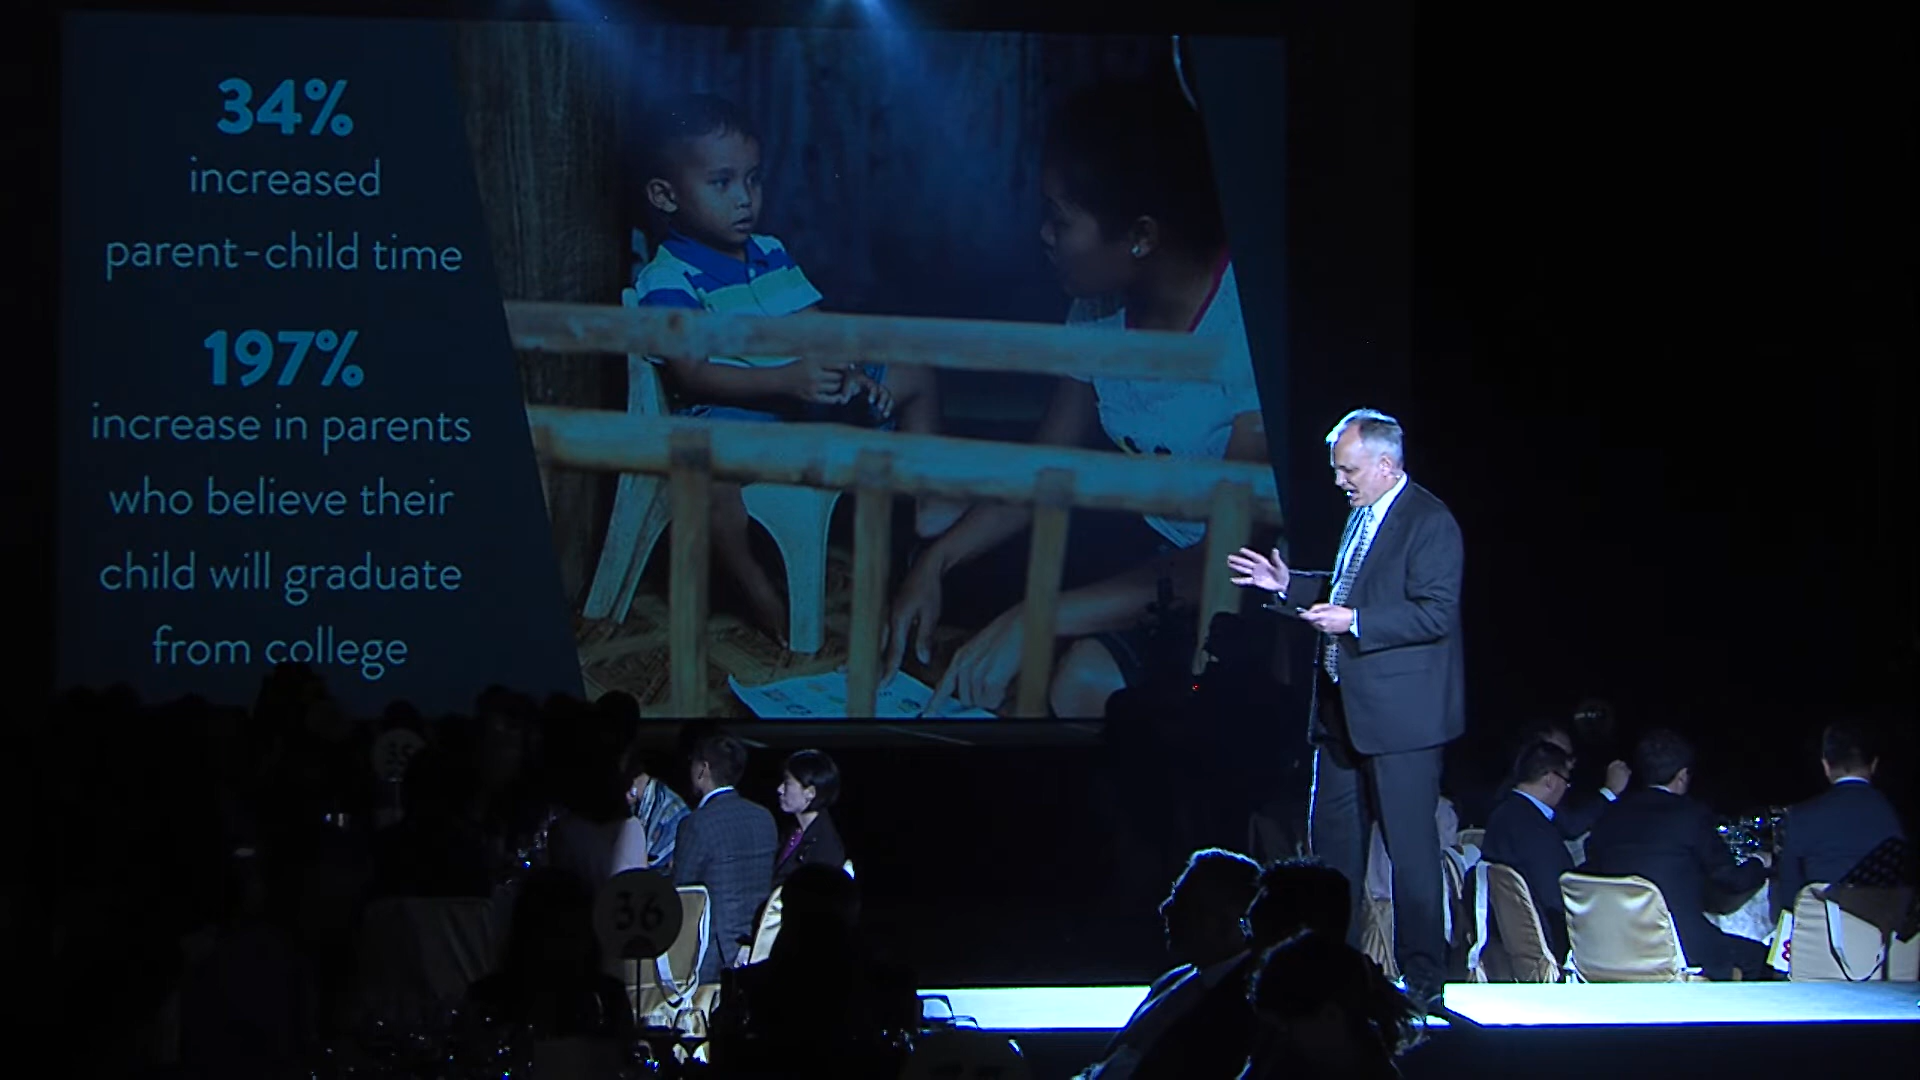 34%
increased
parent-child time
197%
increase in parents
who believe their
child will graduate
from college
36